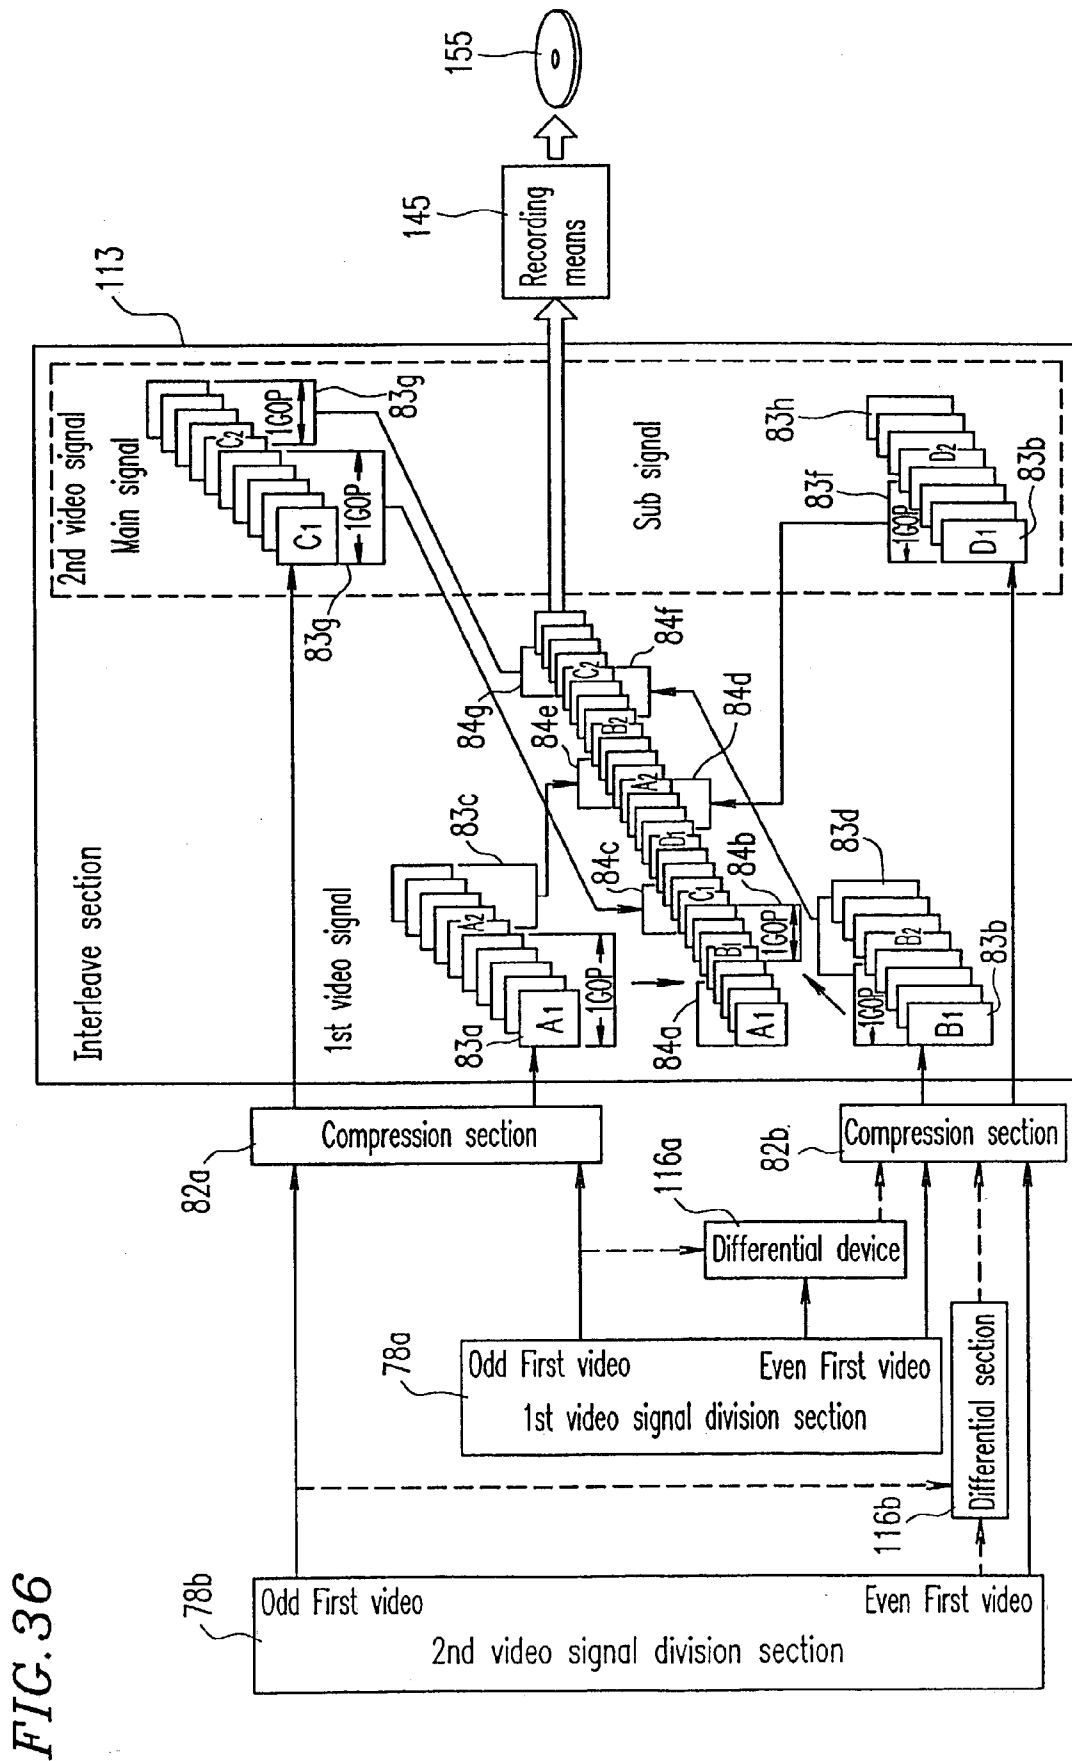 FIG.36
78b
Odd First video
2nd video signal division section
Even First video
78a
Odd First video
Even First video
1st video signal division section
116a
Differential device
116b
Differential section
82a
Compression section
82b
Compression section
113
Interleave section
1st video signal
83a
A1
1GOP
A2
83c
84a
A1
B1
1GOP
84b
C1
84c
D1
84d
A2
84e
B2
84f
C2
84g
1GOP
B1
83b
B2
83d
2nd video signal
Main signal
83g
C1
1GOP
C2
1GOP
83g
Sub signal
83f
1GOP
D1
83b
D2
83h
145
Recording
means
155